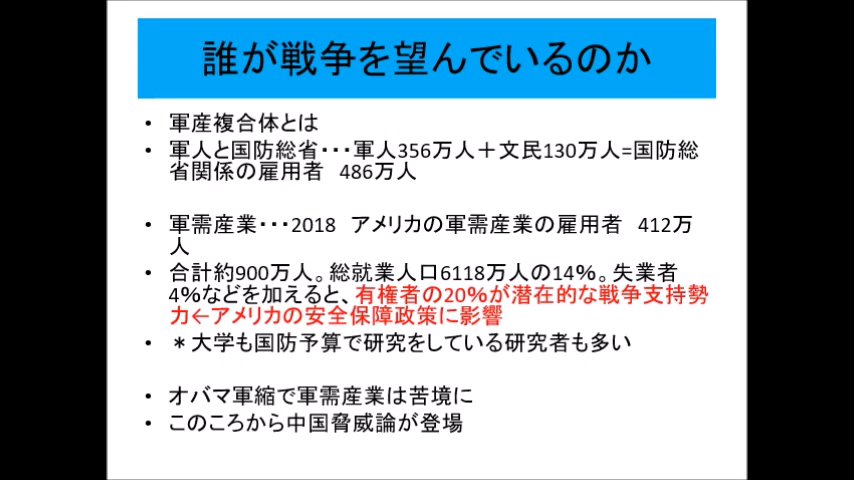 誰が戦争を望んでいるのか
• 軍産複合体とは
• 軍人と国防総省・・・軍人356万人＋文民130万人=国防総
省関係の雇用者　486万人
• 軍需産業・・・2018　アメリカの軍需産業の雇用者　412万
人
• 合計約900万人。総就業人口6118万人の14%。失業者
4%などを加えると、有権者の20%が潜在的な戦争支持勢
力←アメリカの安全保障政策に影響
• ＊大学も国防予算で研究をしている研究者も多い
• オバマ軍縮で軍需産業は苦境に
• このころから中国脅威論が登場